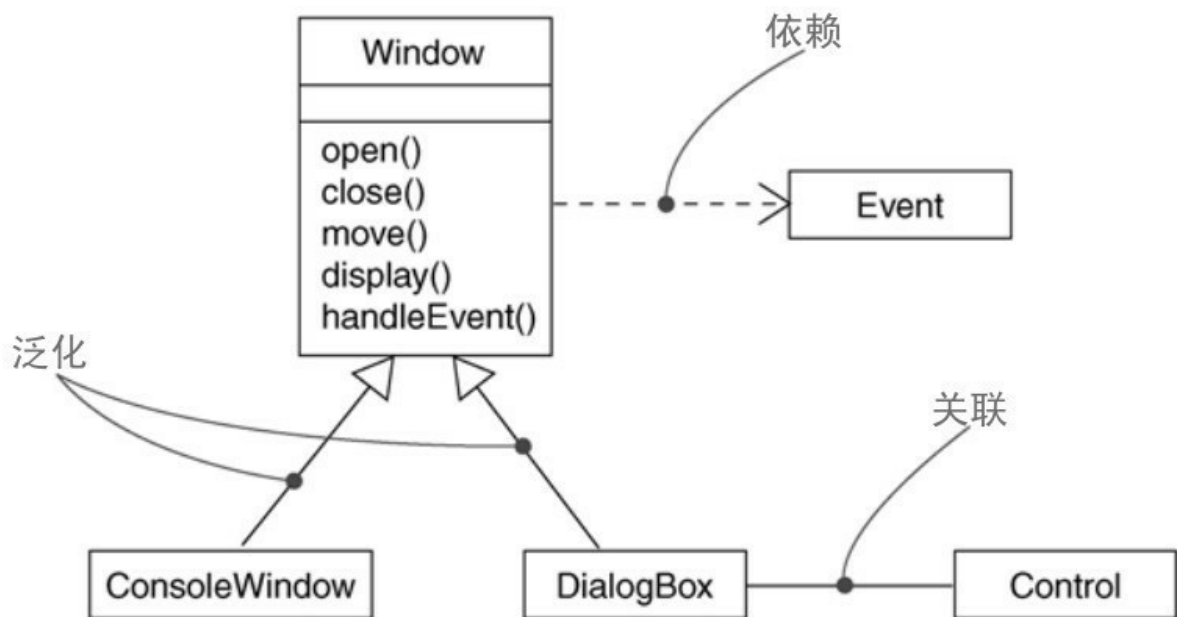 Window
依赖
open()
close()
move()
display()
handleEvent()
Event
泛化
关联
ConsoleWindow
DialogBox
Control